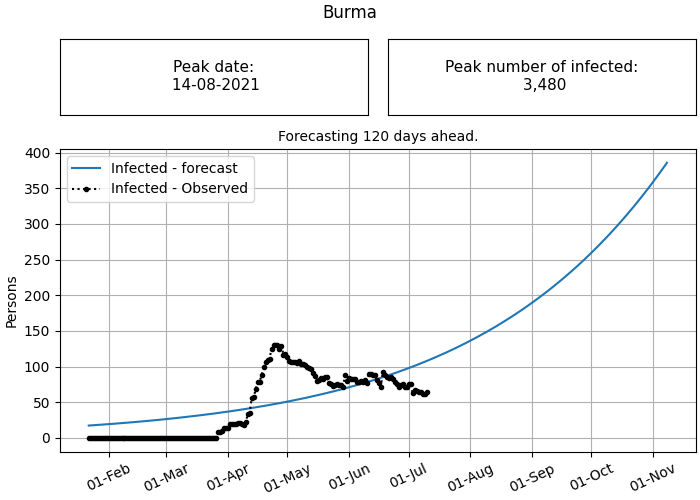 Burma
Peak date:
14-08-2021
Peak number of infected:
3,480
Forecasting 120 days ahead.
Infected - forecast
Infected - Observed
Persons
400
350
300
250
200
150
100
50
0
01-Feb
01-Mar
01-Apr
01-May
01-Jun
01-Jul
01-Aug
01-Sep
01-Oct
01-Nov